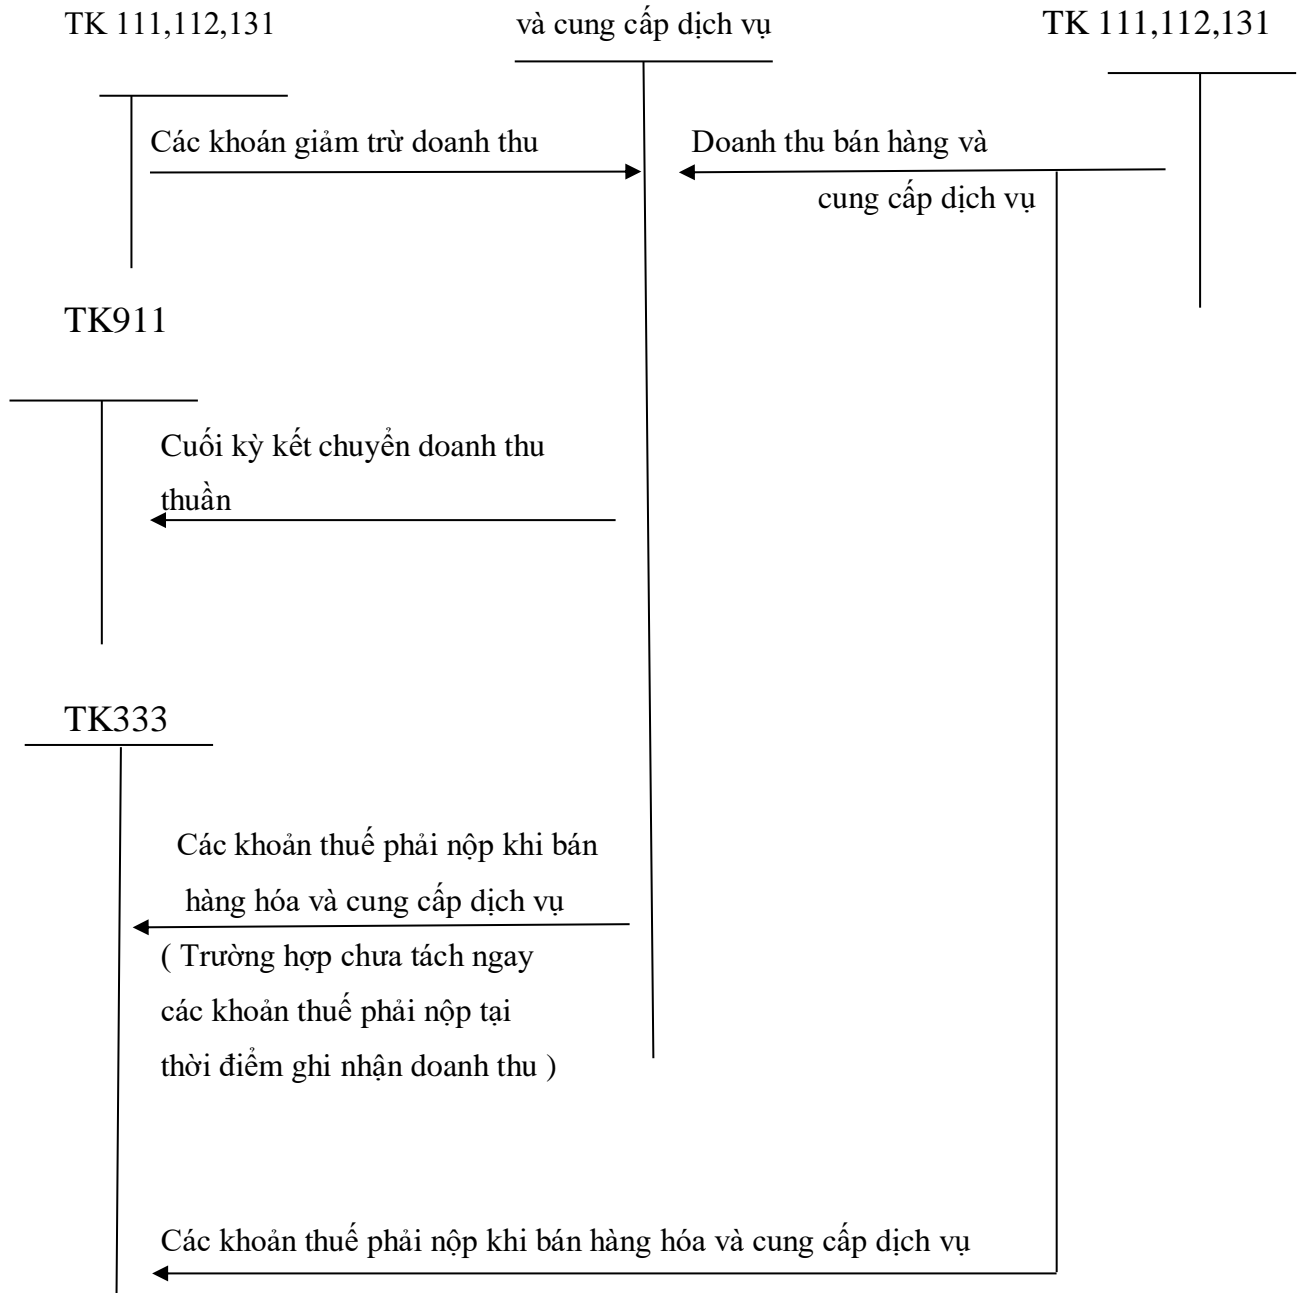 TK 111,112,131
và cung cấp dịch vụ
TK 111,112,131
Các khoán giảm trừ doanh thu
Doanh thu bán hàng và
cung cấp dịch vụ
TK911
Cuối kỳ kết chuyển doanh thu
thuần
TK333
Các khoản thuế phải nộp khi bán
hàng hóa và cung cấp dịch vụ
( Trường hợp chưa tách ngay
các khoản thuế phải nộp tại
thời điểm ghi nhận doanh thu )
Các khoản thuế phải nộp khi bán hàng hóa và cung cấp dịch vụ